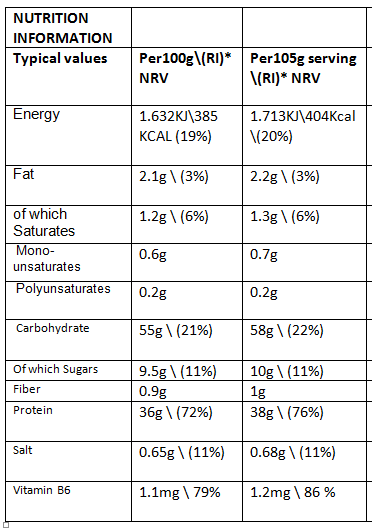 NUTRITION
INFORMATION
Typical values Per100g\(RI)* Per105g serving
NRV \(RI)* NRV
Energy 1.632KJ\385 1.713KJ\404Kcal
KCAL (19%) \(20%)
Fat 2.1g \ (3%) 2.2g \ (3%)
of which 1.2g \ (6%) 1.3g \ (6%)
Saturates
Mono- 0.6g 0.7g
unsaturates
Polyunsaturates 0.2g 0.2g
Carbohydrate 55g \ (21%) 58g \ (22%)
Of which Sugars 9.5g \ (11%) 10g \ (11%)
Fiber 0.9g 1g
Protein 36g \ (72%) 38g \ (76%)
Salt 0.65g \ (11%) 0.68g \ (11%)
Vitamin B6 1.1mg \ 79% 1.2mg \ 86 %